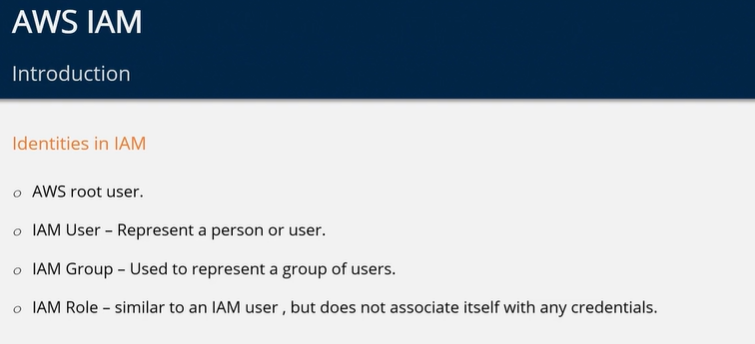 AWS IAM
Introduction
Identities in IAM
o AWS root user.
o IAM User – Represent a person or user.
o IAM Group – Used to represent a group of users.
o IAM Role – similar to an IAM user , but does not associate itself with any credentials.